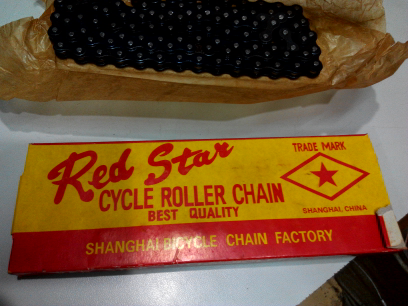 Red Star
CYCLE ROLLER CHAIN
BEST QUALITY
TRADE MARK
SHANGHAI, CHINA
SHANGHAI BICYCLE CHAIN FACTORY